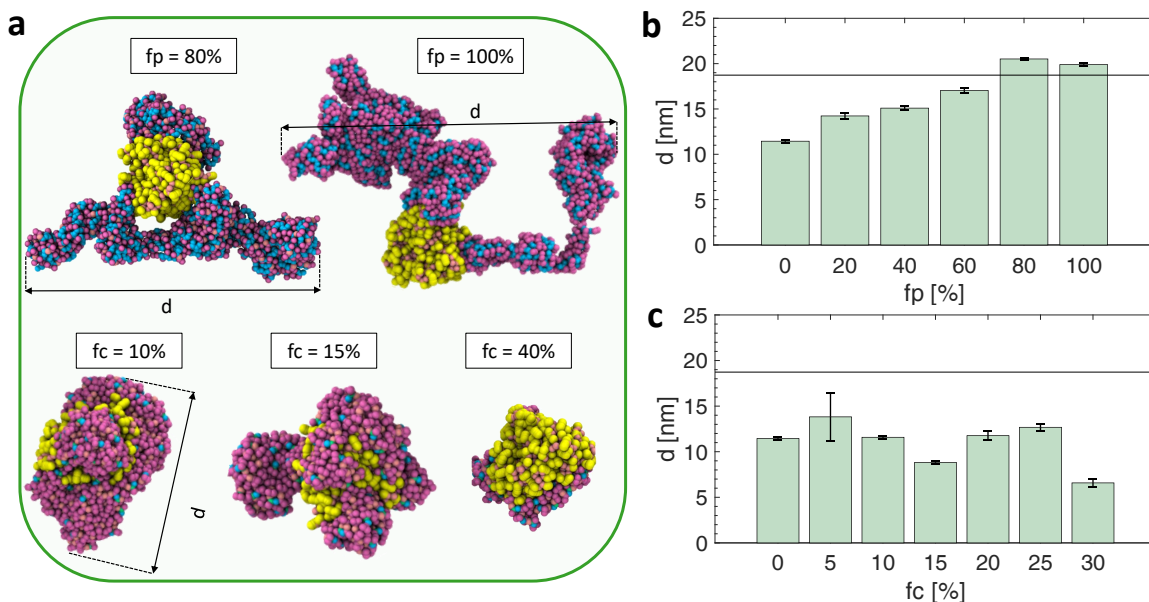 a
fp = 80%
fp = 100%
d
d
fc = 10%
fc = 15%
fc = 40%
d
b
25
20
15
10
5
0
d [nm]
0 20 40 60 80 100
fp [%]
c
25
20
15
10
5
0
d [nm]
0 5 10 15 20 25 30
fc [%]